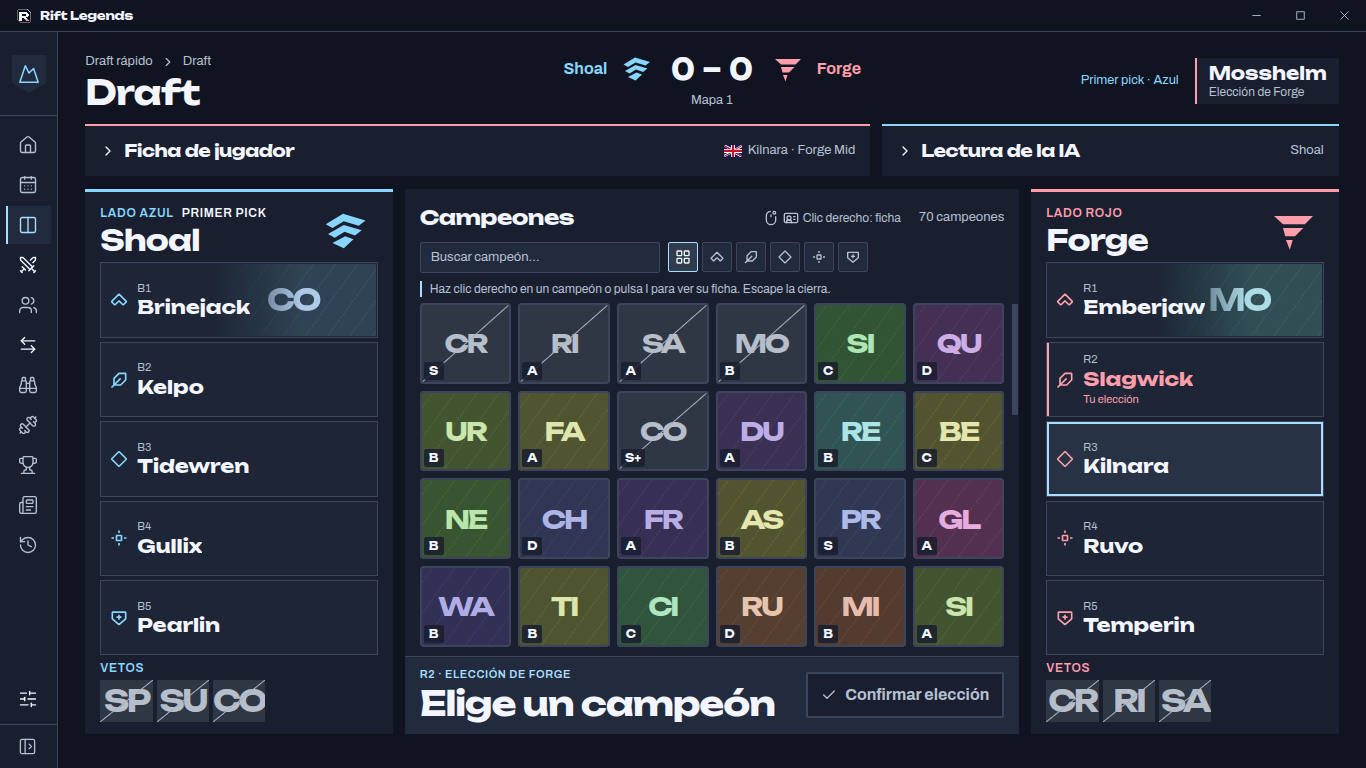 Rift Legends
Draft rápido > Draft
Draft
Shoal 0 – 0 Forge
Mapa 1
Primer pick · Azul
Mosshelm
Elección de Forge
Ficha de jugador
Kilnara · Forge Mid
Lectura de la IA
Shoal
LADO AZUL PRIMER PICK
Shoal
B1
Brinejack
CO
B2
Kelpo
B3
Tidewren
B4
Gullix
B5
Pearlin
VETOS
SP SU CO
Campeones
Clic derecho: ficha
70 campeones
Buscar campeón...
Haz clic derecho en un campeón o pulsa I para ver su ficha. Escape la cierra.
CR RI SA MO SI QU
S A A B C D
UR FA CO DU RE BE
B A S+ A B C
NE CH FR AS PR GL
B D A B S A
WA TI CI RU MI SI
B B C D B A
R2 · ELECCIÓN DE FORGE
Elige un campeón
Confirmar elección
LADO ROJO
Forge
R1
Emberjaw
MO
R2
Slagwick
Tu elección
R3
Kilnara
R4
Ruvo
R5
Temperin
VETOS
CR RI SA